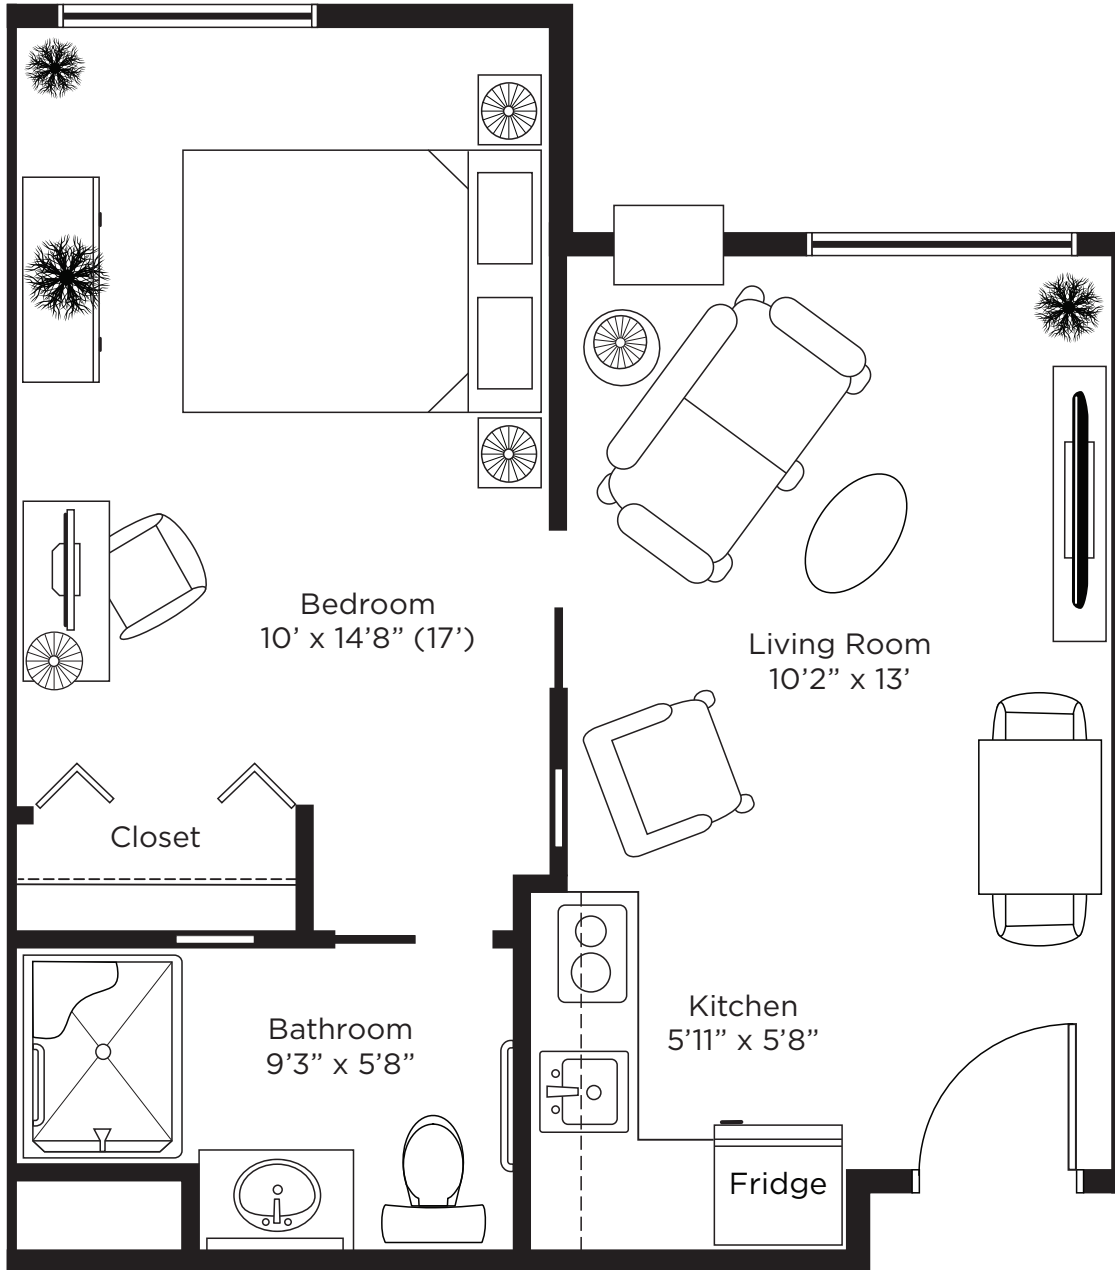 Bedroom
10’ x 14’8” (17’)
Living Room
10’2” x 13’
Closet
Kitchen
5’11” x 5’8”
Bathroom
9’3” x 5’8”
Fridge